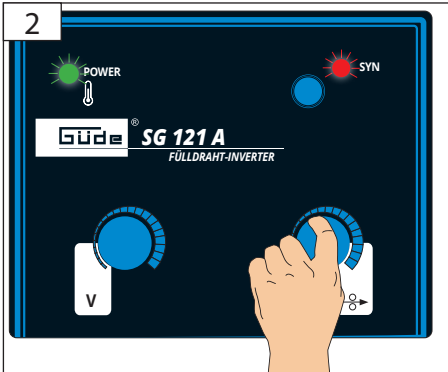 2
POWER
SYN
Güde®
SG 121 A
FÜLLDRAHT-INVERTER
V